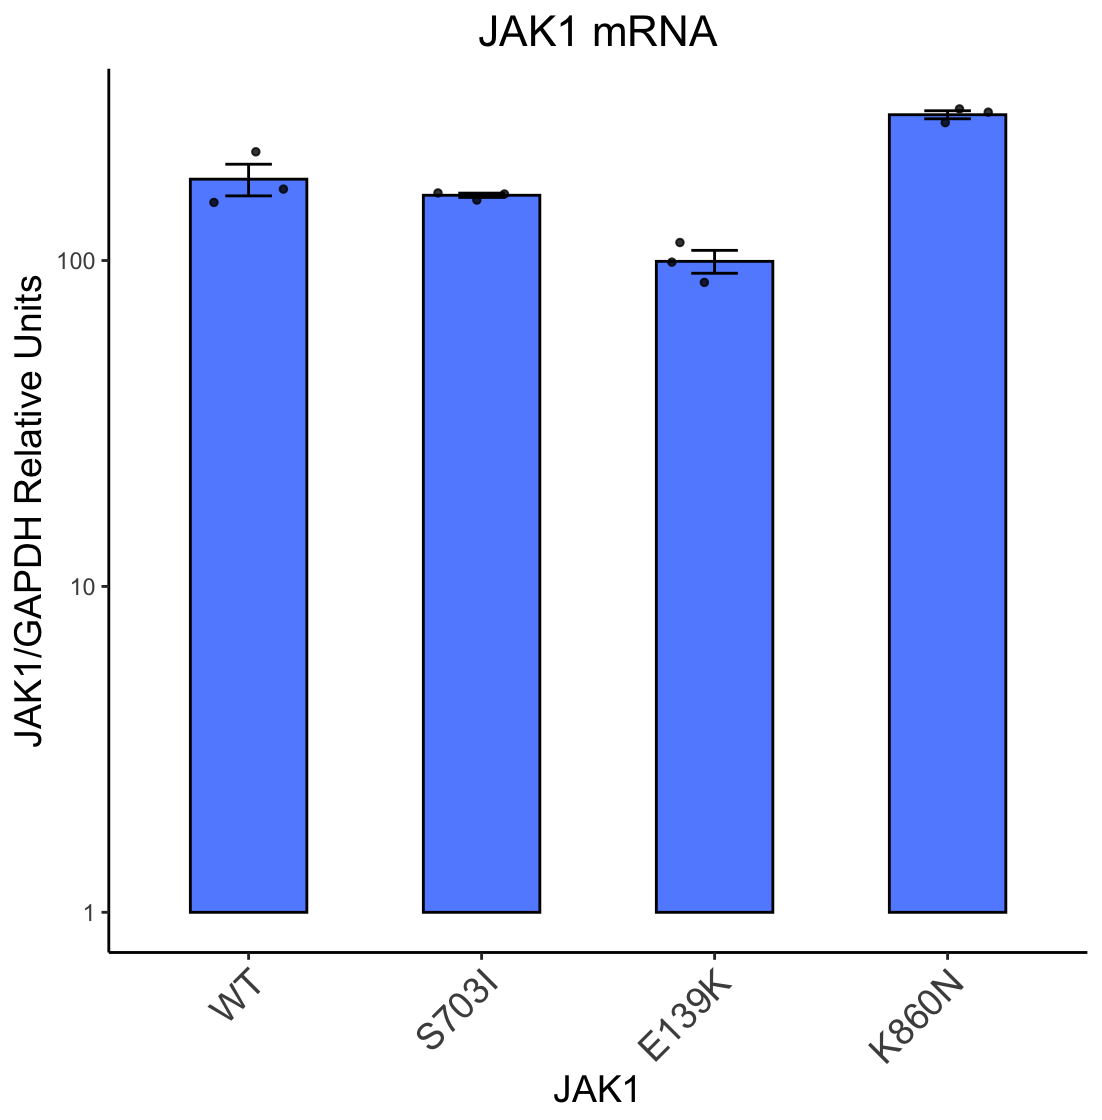 JAK1 mRNA
JAK1/GAPDH Relative Units
100
10
1
WT
S703I
E139K
K860N
JAK1